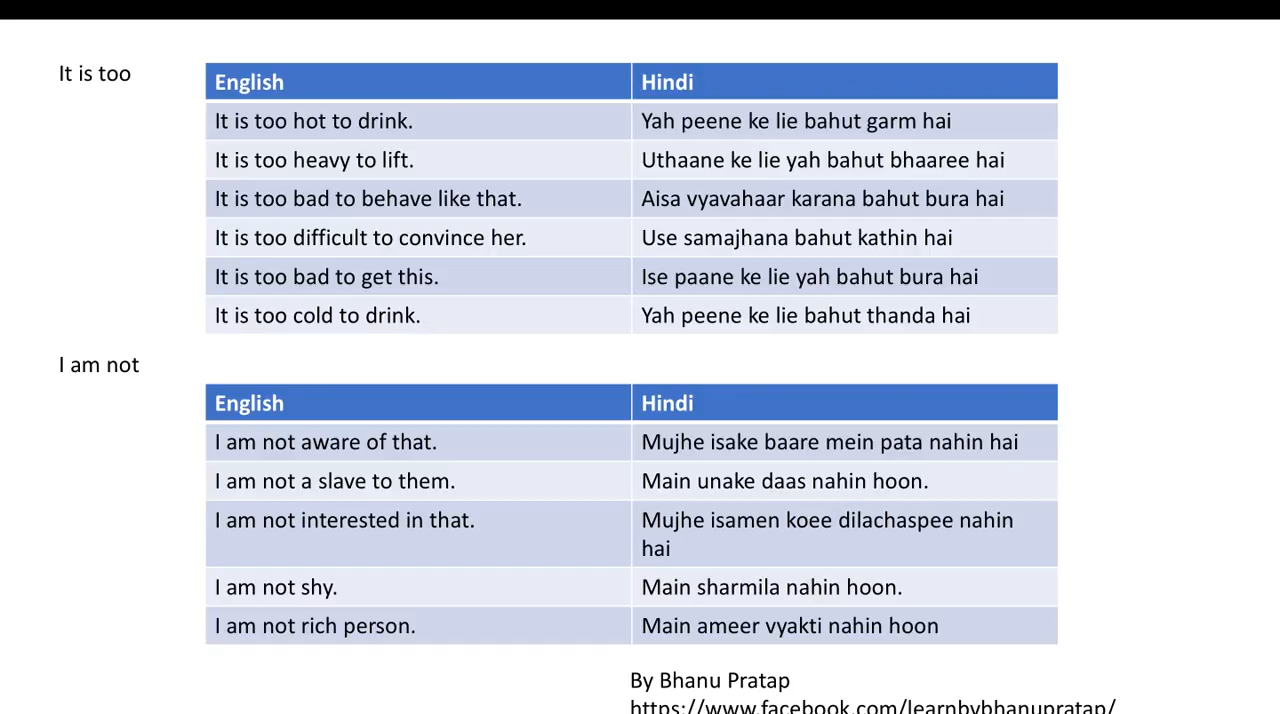 It is too
English Hindi
It is too hot to drink. Yah peene ke lie bahut garm hai
It is too heavy to lift. Uthaane ke lie yah bahut bhaaree hai
It is too bad to behave like that. Aisa vyavahaar karana bahut bura hai
It is too difficult to convince her. Use samajhana bahut kathin hai
It is too bad to get this. Ise paane ke lie yah bahut bura hai
It is too cold to drink. Yah peene ke lie bahut thanda hai
I am not
English Hindi
I am not aware of that. Mujhe isake baare mein pata nahin hai
I am not a slave to them. Main unake daas nahin hoon.
I am not interested in that. Mujhe isamen koee dilachaspee nahin
hai
I am not shy. Main sharmila nahin hoon.
I am not rich person. Main ameer vyakti nahin hoon
By Bhanu Pratap
https://www.facebook.com/learnbybhanupratap/